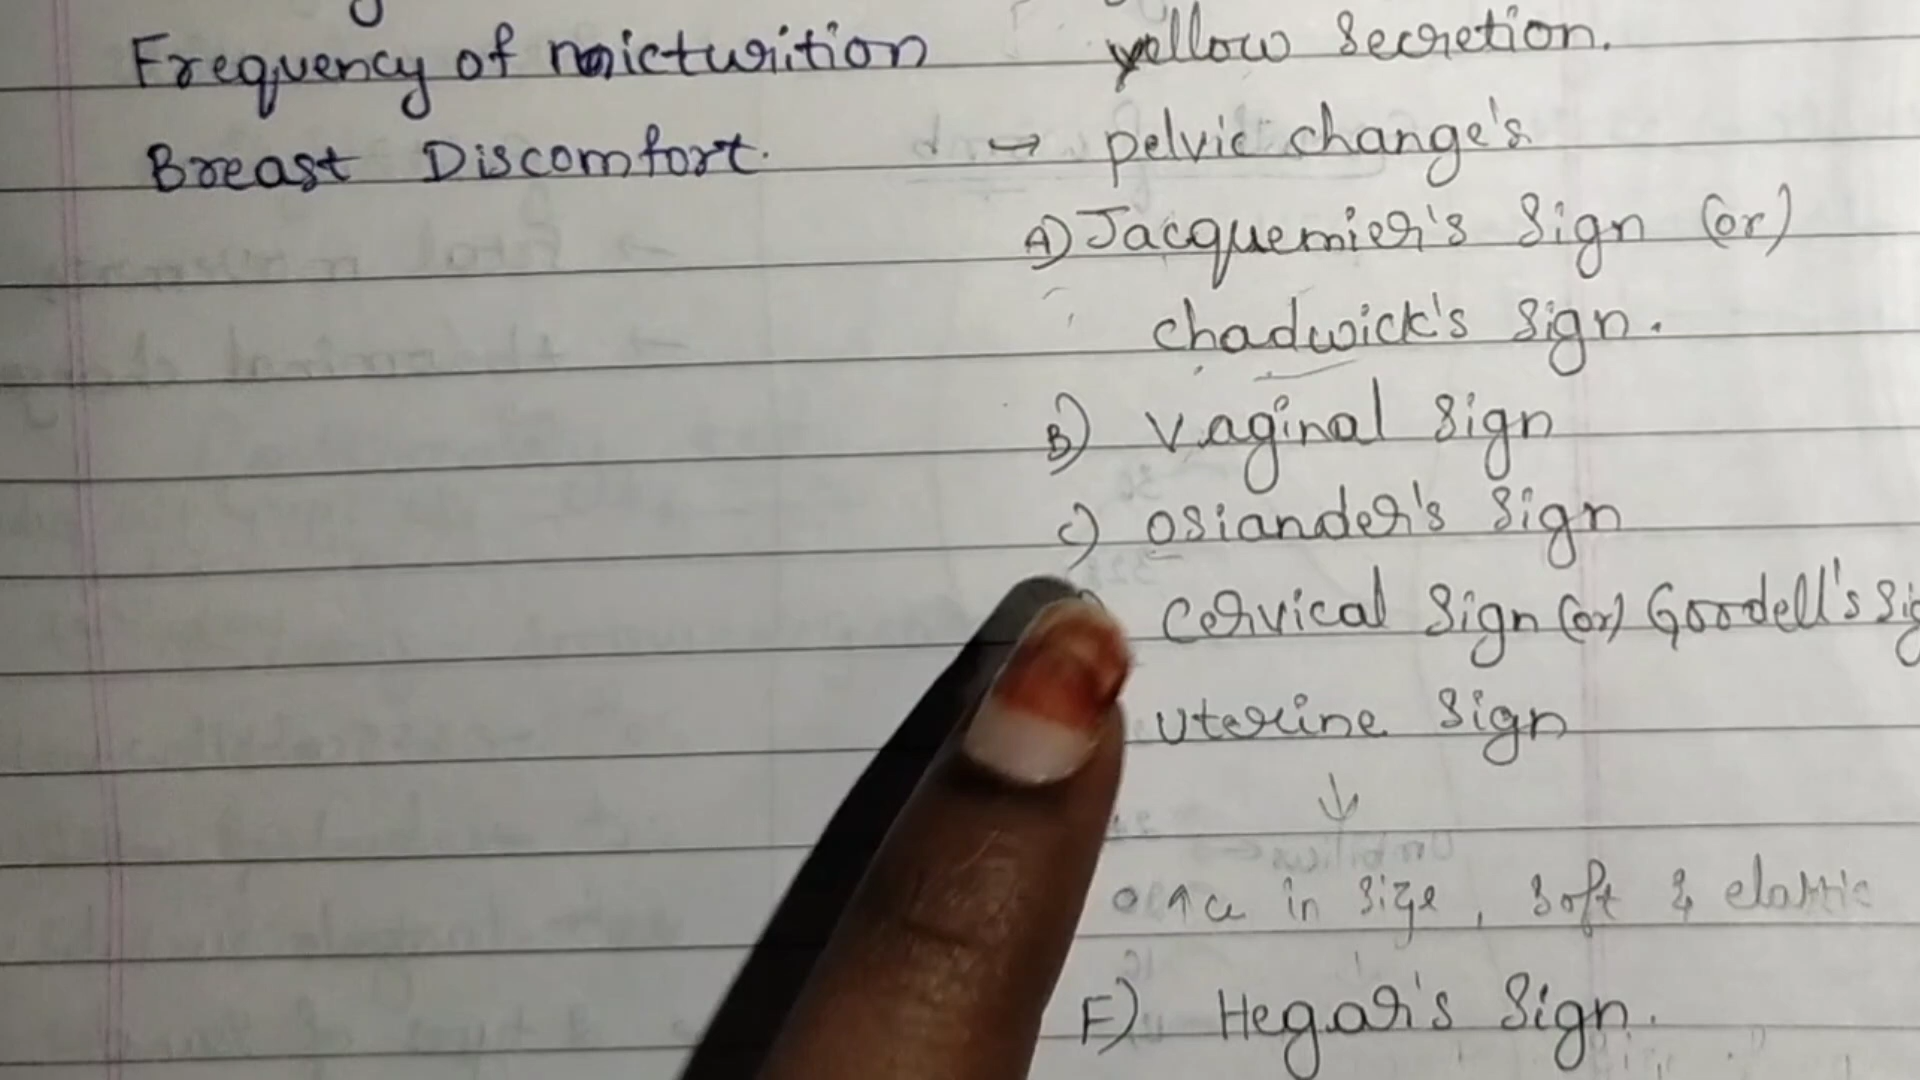 Frequency of micturition
Breast Discomfort.
yellow secretion.
→ pelvic change's
A) Jacquemier's sign (or)
chadwick's sign.
B) vaginal sign
C) osiander's sign
cervical sign (or) Goodell's sig
uterine sign
↓
in size, soft & elastic
F) Hegar's sign.